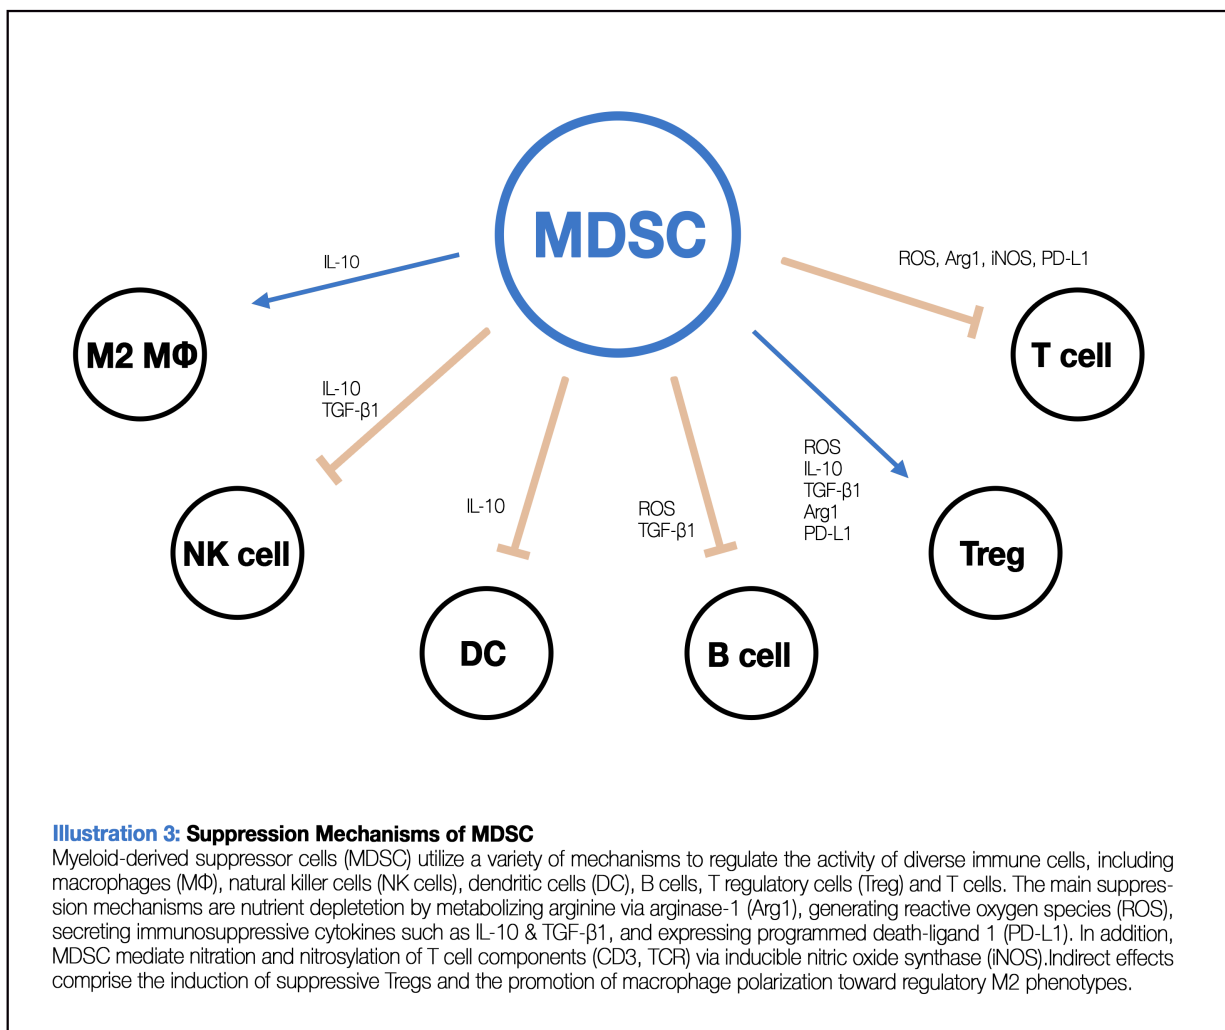 MDSC
IL-10
ROS, Arg1, iNOS, PD-L1
M2 MΦ
T cell
IL-10
TGF-β1
ROS
IL-10
TGF-β1
Arg1
PD-L1
IL-10
ROS
TGF-β1
NK cell
Treg
DC
B cell
Illustration 3: Suppression Mechanisms of MDSC
Myeloid-derived suppressor cells (MDSC) utilize a variety of mechanisms to regulate the activity of diverse immune cells, including
macrophages (MΦ), natural killer cells (NK cells), dendritic cells (DC), B cells, T regulatory cells (Treg) and T cells. The main suppres-
sion mechanisms are nutrient depletetion by metabolizing arginine via arginase-1 (Arg1), generating reactive oxygen species (ROS),
secreting immunosuppressive cytokines such as IL-10 & TGF-β1, and expressing programmed death-ligand 1 (PD-L1). In addition,
MDSC mediate nitration and nitrosylation of T cell components (CD3, TCR) via inducible nitric oxide synthase (iNOS).Indirect effects
comprise the induction of suppressive Tregs and the promotion of macrophage polarization toward regulatory M2 phenotypes.